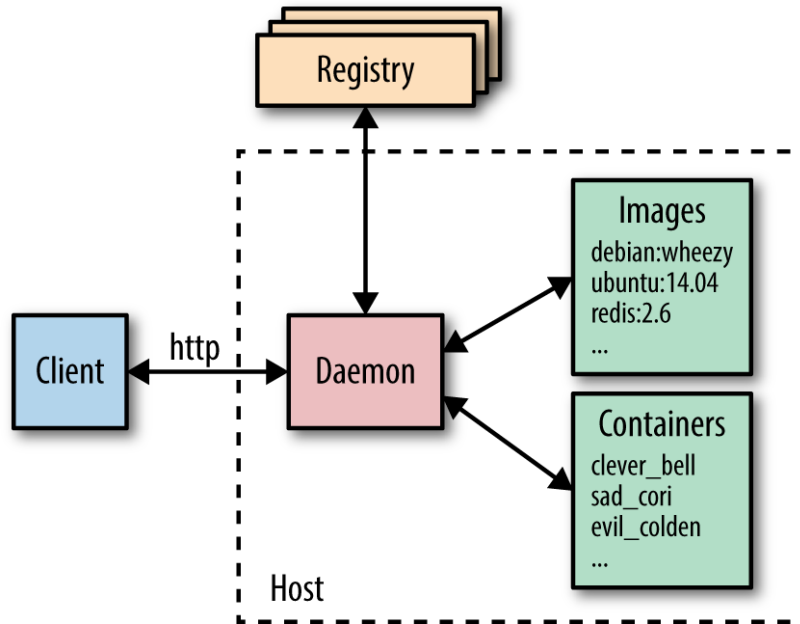 Registry
Images
debian:wheezy
ubuntu:14.04
redis:2.6
...
Client
http
Daemon
Containers
clever_bell
sad_cori
evil_colden
...
Host